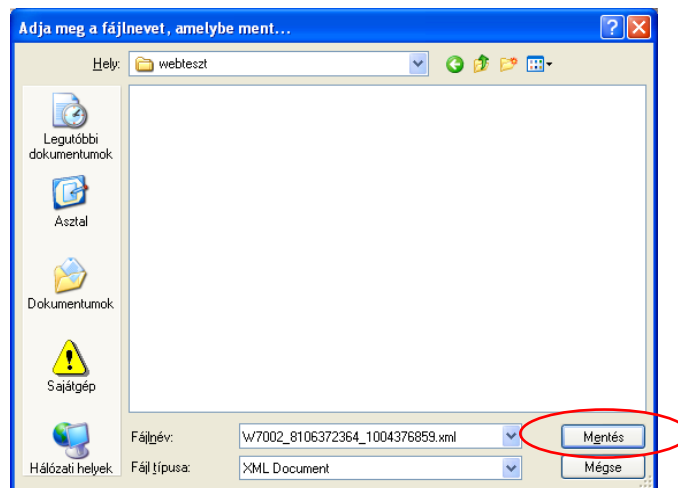 Adja meg a fájlnevet, amelybe ment...
Hely:
webteszt
Legutóbbi
dokumentumok
Asztal
Dokumentumok
Sajátgép
Hálózati helyek
Fájlnév:
W7002_8106372364_1004376859.xml
Mentés
Fájl típusa:
XML Document
Mégse